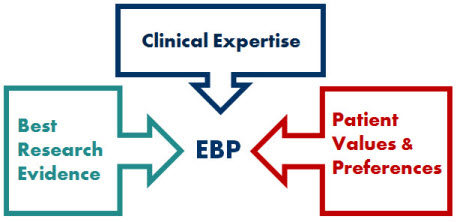 Clinical Expertise
Best
Research
Evidence
EBP
Patient
Values &
Preferences